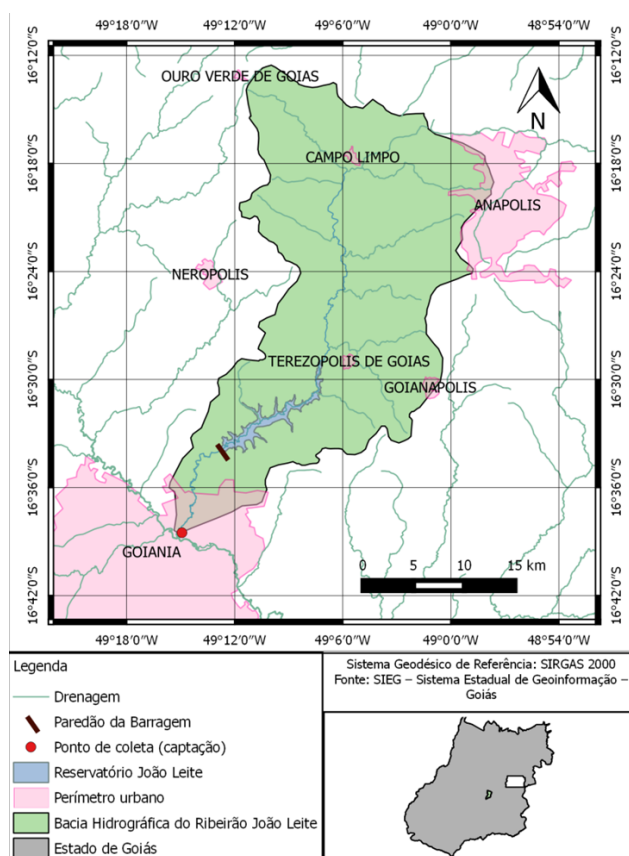 49°18'0"W 49°12'0"W 49°6'0"W 49°0'0"W 48°54'0"W
16°12'0"S 16°12'0"S
OURO VERDE DE GOIAS
N
CAMPO LIMPO
16°18'0"S 16°18'0"S
ANAPOLIS
NEROPOLIS
16°24'0"S 16°24'0"S
TEREZOPOLIS DE GOIAS
16°30'0"S 16°30'0"S
GOIANAPOLIS
16°36'0"S 16°36'0"S
GOIANIA
0 5 10 15 km
16°42'0"S 16°42'0"S
49°18'0"W 49°12'0"W 49°6'0"W 49°0'0"W 48°54'0"W
Legenda
Drenagem
Paredão da Barragem
Ponto de coleta (captação)
Reservatório João Leite
Perímetro urbano
Bacia Hidrográfica do Ribeirão João Leite
Estado de Goiás
Sistema Geodésico de Referência: SIRGAS 2000
Fonte: SIEG – Sistema Estadual de Geoinformação –
Goiás